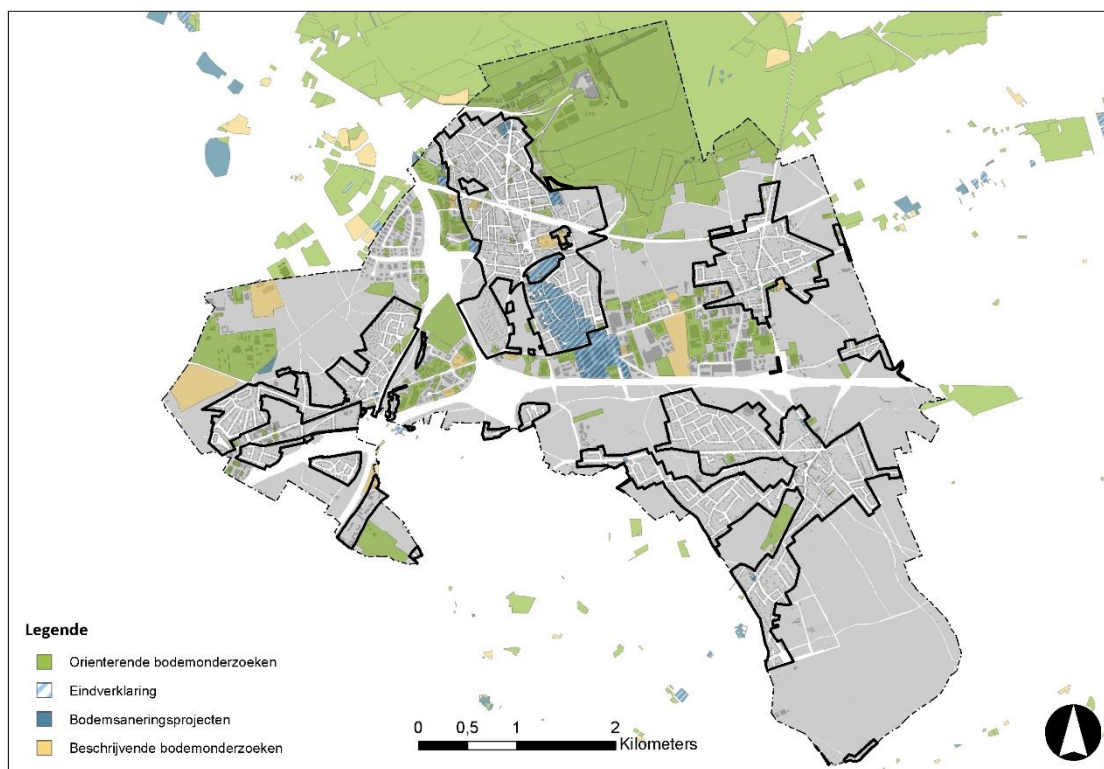 Legende
Orienterende bodemonderzoeken
Eindverklaring
Bodemsaneringsprojecten
Beschrijvende bodemonderzoeken
0 0,5 1 2
Kilometers